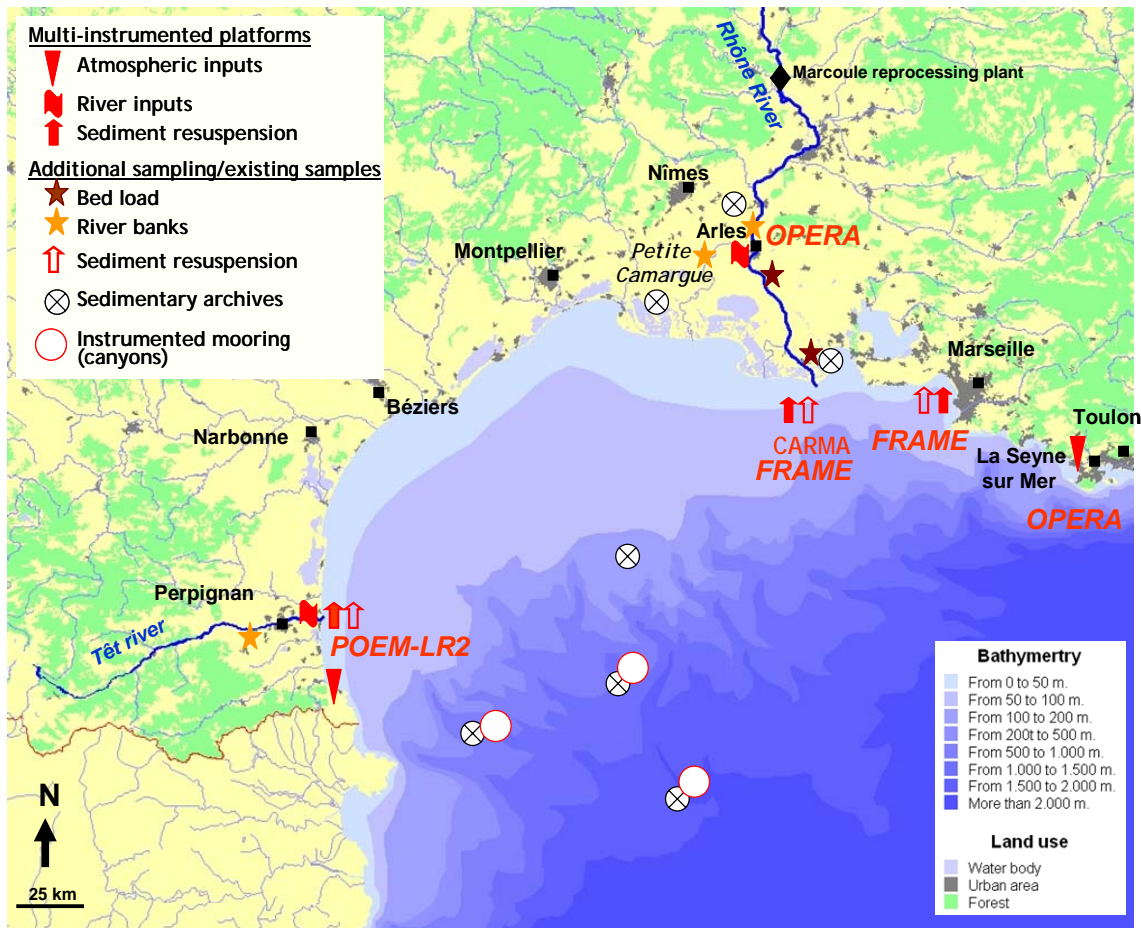 Multi-instrumented platforms
Atmospheric inputs
River inputs
Sediment resuspension
Additional sampling/existing samples
Bed load
River banks
Sediment resuspension
Sedimentary archives
Instrumented mooring
(canyons)
Rhône River
Marcoule reprocessing plant
Nîmes
Arles
OPERA
Petite
Camargue
Montpellier
Marseille
Béziers
Toulon
Narbonne
CARMA
FRAME
FRAME
La Seyne
sur Mer
OPERA
Perpignan
Têt river
POEM-LR2
Bathymertry
From 0 to 50 m.
From 50 to 100 m.
From 100 to 200 m.
From 200t to 500 m.
From 500 to 1.000 m.
From 1.000 to 1.500 m.
From 1.500 to 2.000 m.
More than 2.000 m.
Land use
Water body
Urban area
Forest
N
25 km